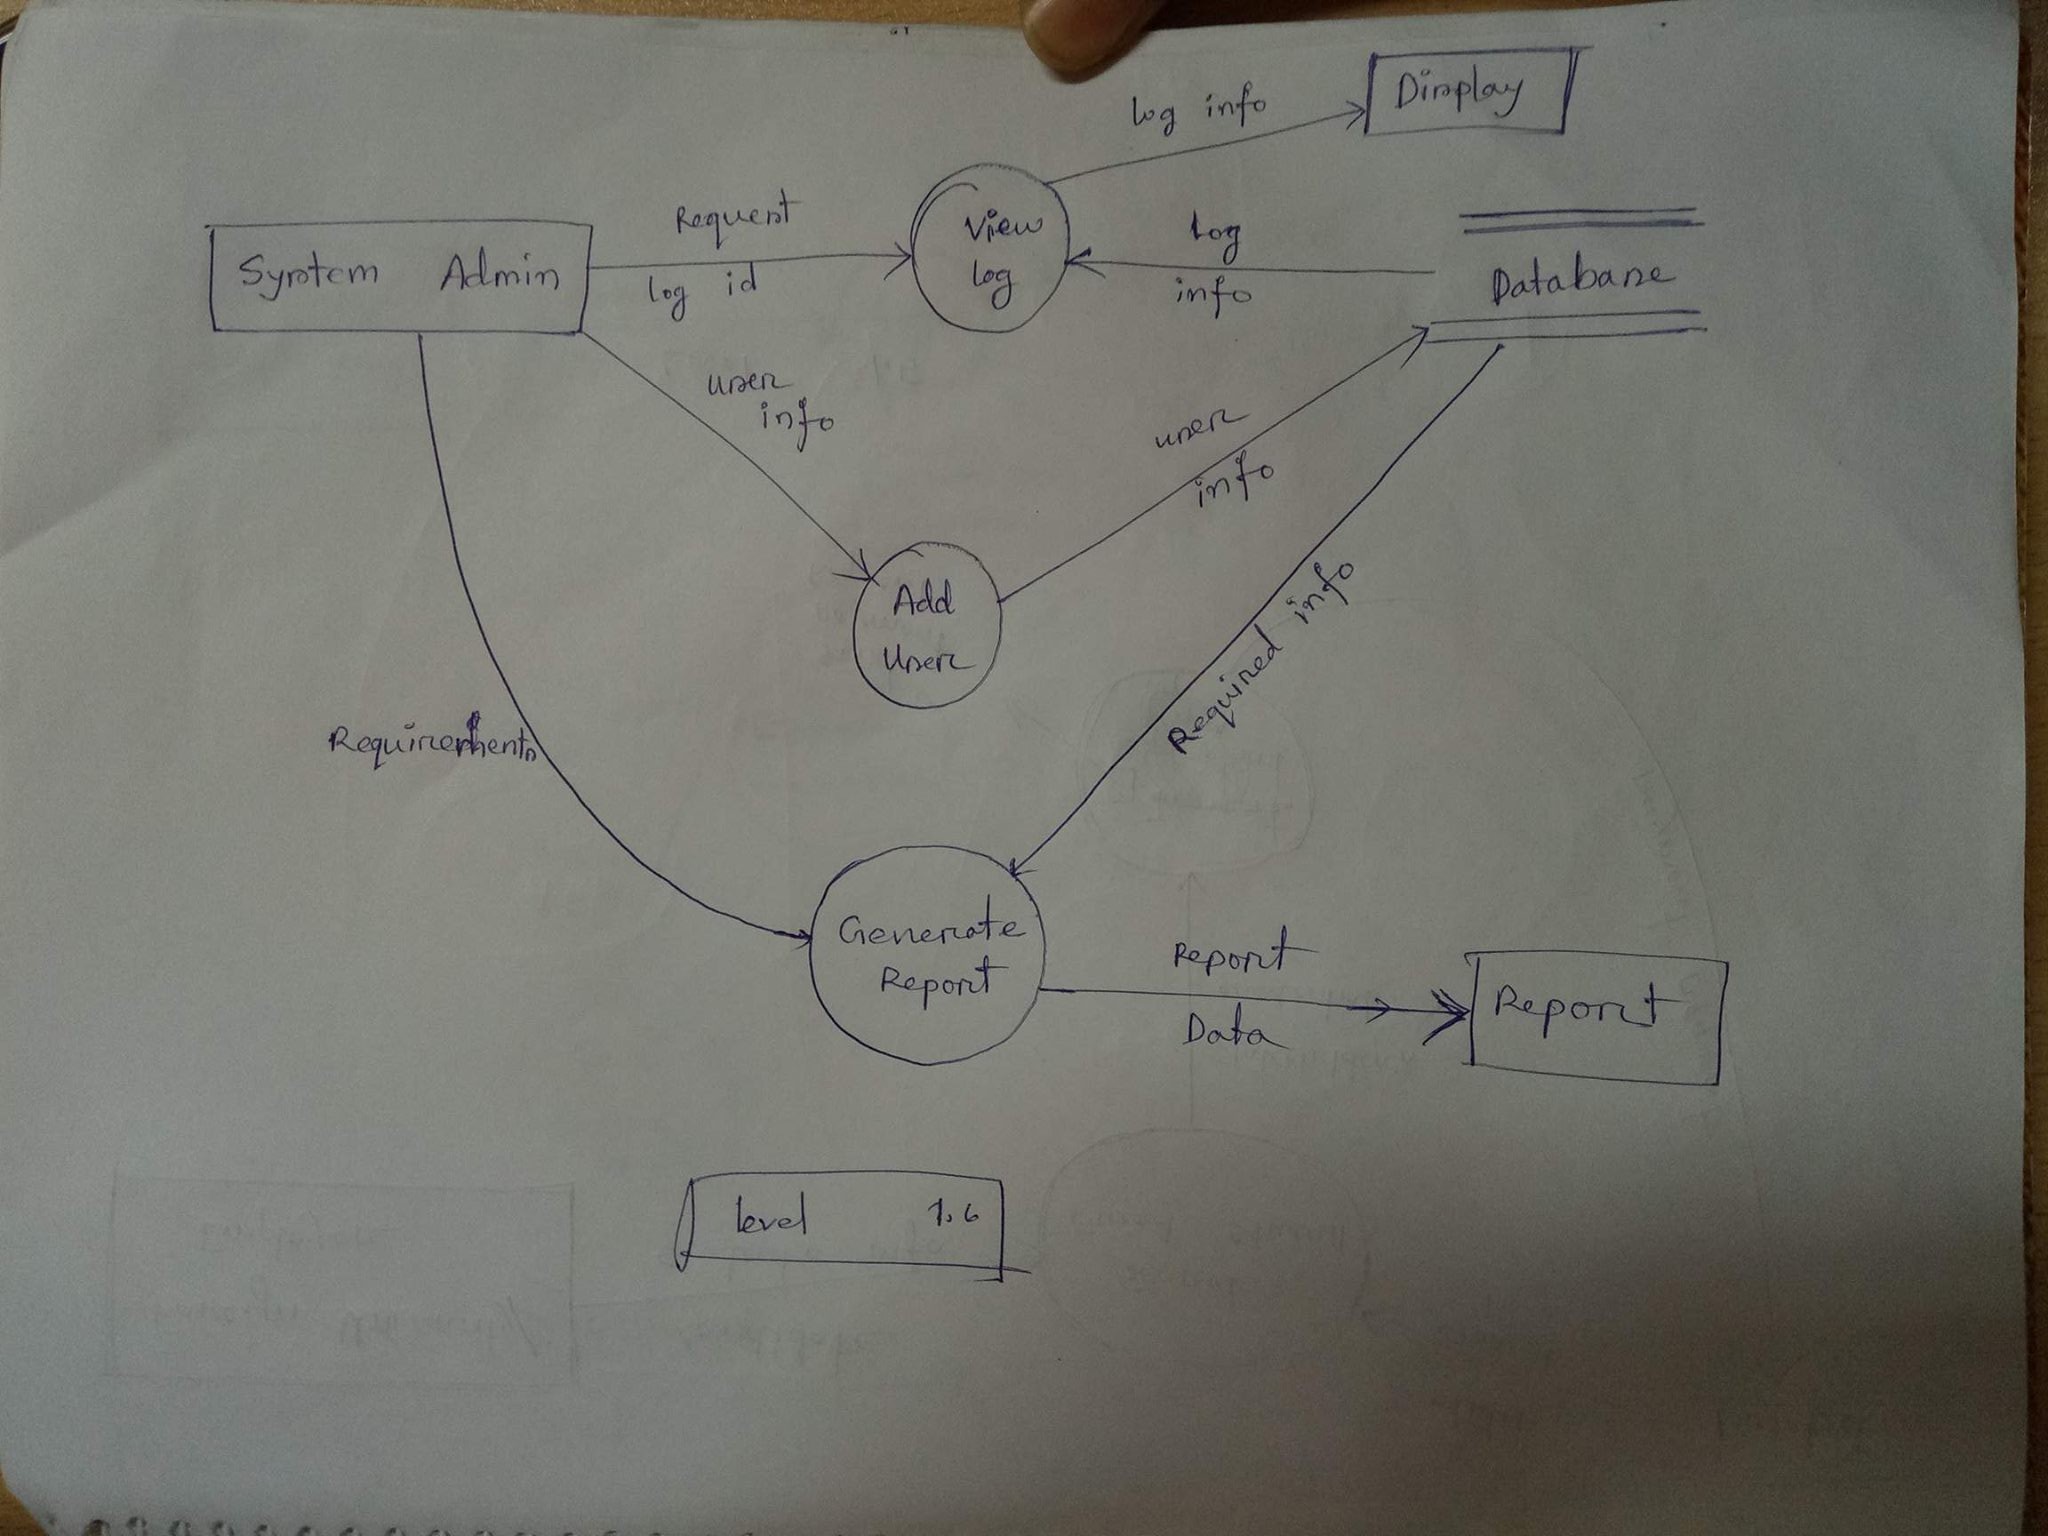 Display
log info
Request
log id
View
log
Log
info
System Admin
Database
user
info
user
info
Add
User
Required info
Requirements
Generate
Report
Report
Data
Report
level 1.6